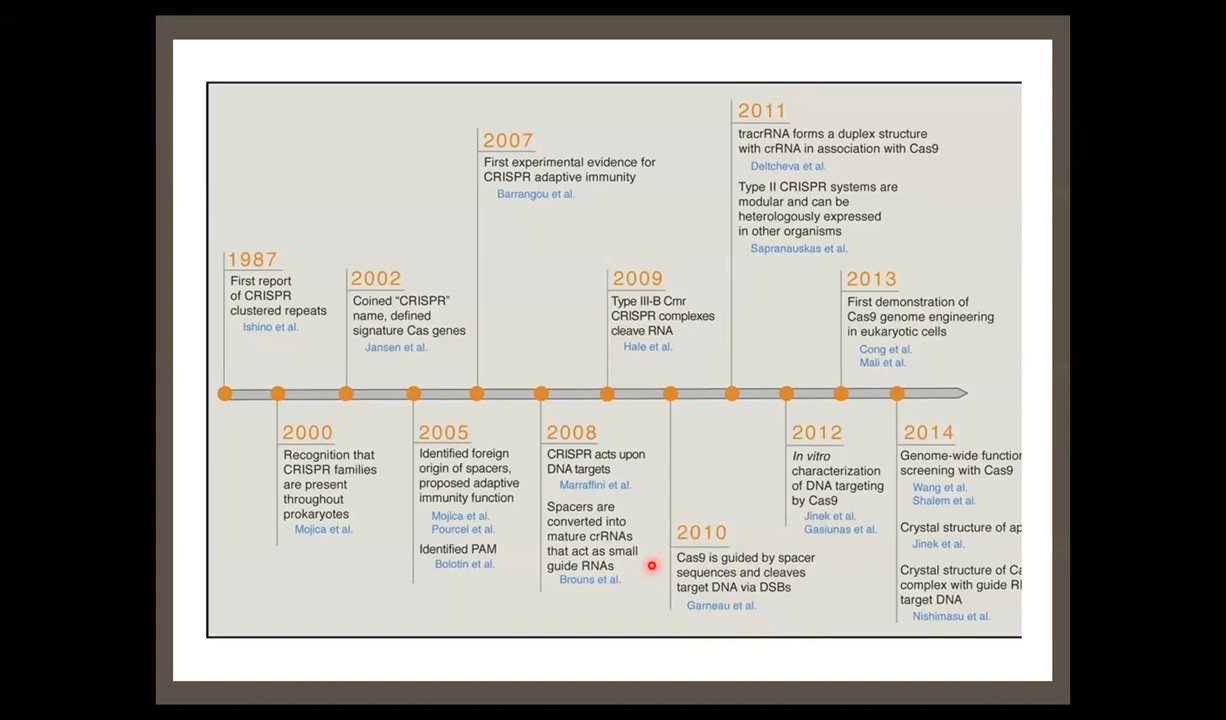 1987
First report
of CRISPR
clustered repeats
Ishino et al.
2000
Recognition that
CRISPR families
are present
throughout
prokaryotes
Mojica et al.
2002
Coined “CRISPR”
name, defined
signature Cas genes
Jansen et al.
2005
Identified foreign
origin of spacers,
proposed adaptive
immunity function
Mojica et al.
Pourcel et al.
Identified PAM
Bolotin et al.
2007
First experimental evidence for
CRISPR adaptive immunity
Barrangou et al.
2008
CRISPR acts upon
DNA targets
Marraffini et al.
Spacers are
converted into
mature crRNAs
that act as small
guide RNAs
Brouns et al.
2009
Type III-B Cmr
CRISPR complexes
cleave RNA
Hale et al.
2010
Cas9 is guided by spacer
sequences and cleaves
target DNA via DSBs
Garneau et al.
2011
tracrRNA forms a duplex structure
with crRNA in association with Cas9
Deltcheva et al.
Type II CRISPR systems are
modular and can be
heterologously expressed
in other organisms
Sapranauskas et al.
2012
In vitro
characterization
of DNA targeting
by Cas9
Jinek et al.
Gasiunas et al.
2013
First demonstration of
Cas9 genome engineering
in eukaryotic cells
Cong et al.
Mali et al.
2014
Genome-wide function
screening with Cas9
Wang et al.
Shalem et al.
Crystal structure of ap
Jinek et al.
Crystal structure of Ca
complex with guide R
target DNA
Nishimasu et al.